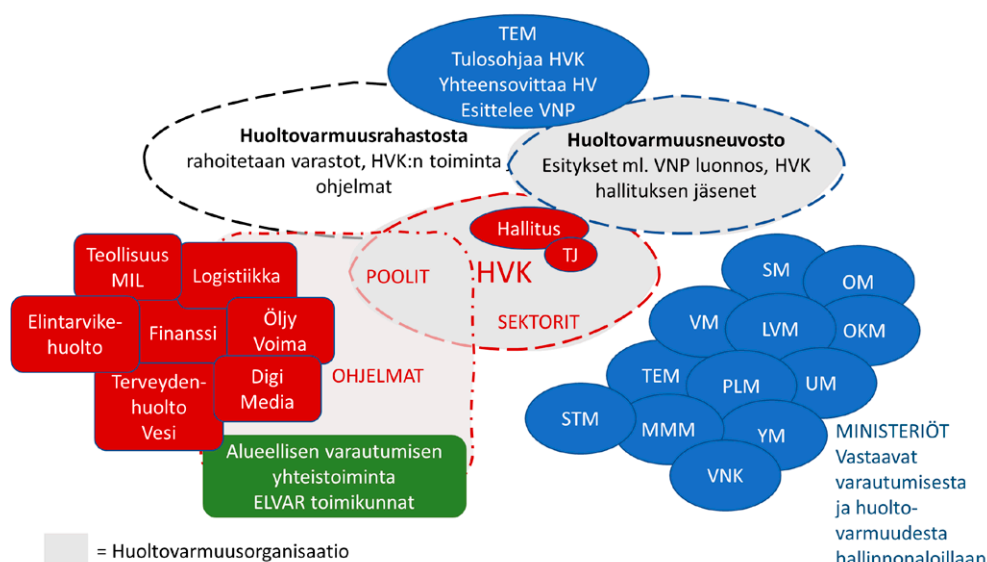 TEM
Tulosohjaa HVK
Yhteensovittaa HV
Esittelee VNP
Huoltovarmuusrahastosta
rahoitetaan varastot, HVK:n toiminta
ohjelmat
Huoltovarmuusneuvosto
Esitykset ml. VNP luonnos, HVK
hallituksen jäsenet
Hallitus
TJ
HVK
POOLIT
SEKTORIT
OHJELMAT
Teollisuus
MIL
Logistiikka
Elintarvike-
huolto
Finanssi
Öljy
Voima
Terveyden-
huolto
Vesi
Digi
Media
Alueellisen varautumisen
yhteistoiminta
ELVAR toimikunnat
SM
OM
VM
LVM
OKM
TEM
PLM
UM
STM
MMM
YM
VNK
MINISTERIÖT
Vastaavat
varautumisesta
ja huolto-
varmuudesta
hallinnonaloillaan
= Huoltovarmuusorganisaatio